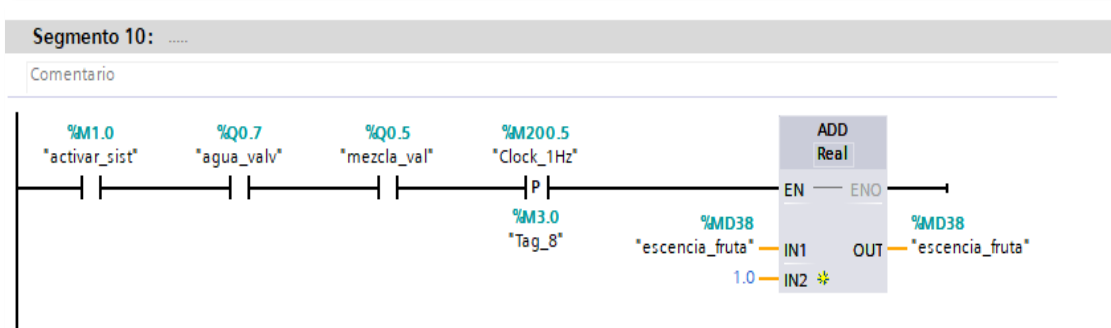 Segmento 10: .....
Comentario
%M1.0 %Q0.7 %Q0.5 %M200.5 ADD
"activar_sist" "agua_valv" "mezcla_val" "Clock_1Hz" Real
P EN ENO
%M3.0 %MD38 %MD38
"Tag_8" "escencia_fruta" IN1 OUT "escencia_fruta"
1.0 IN2